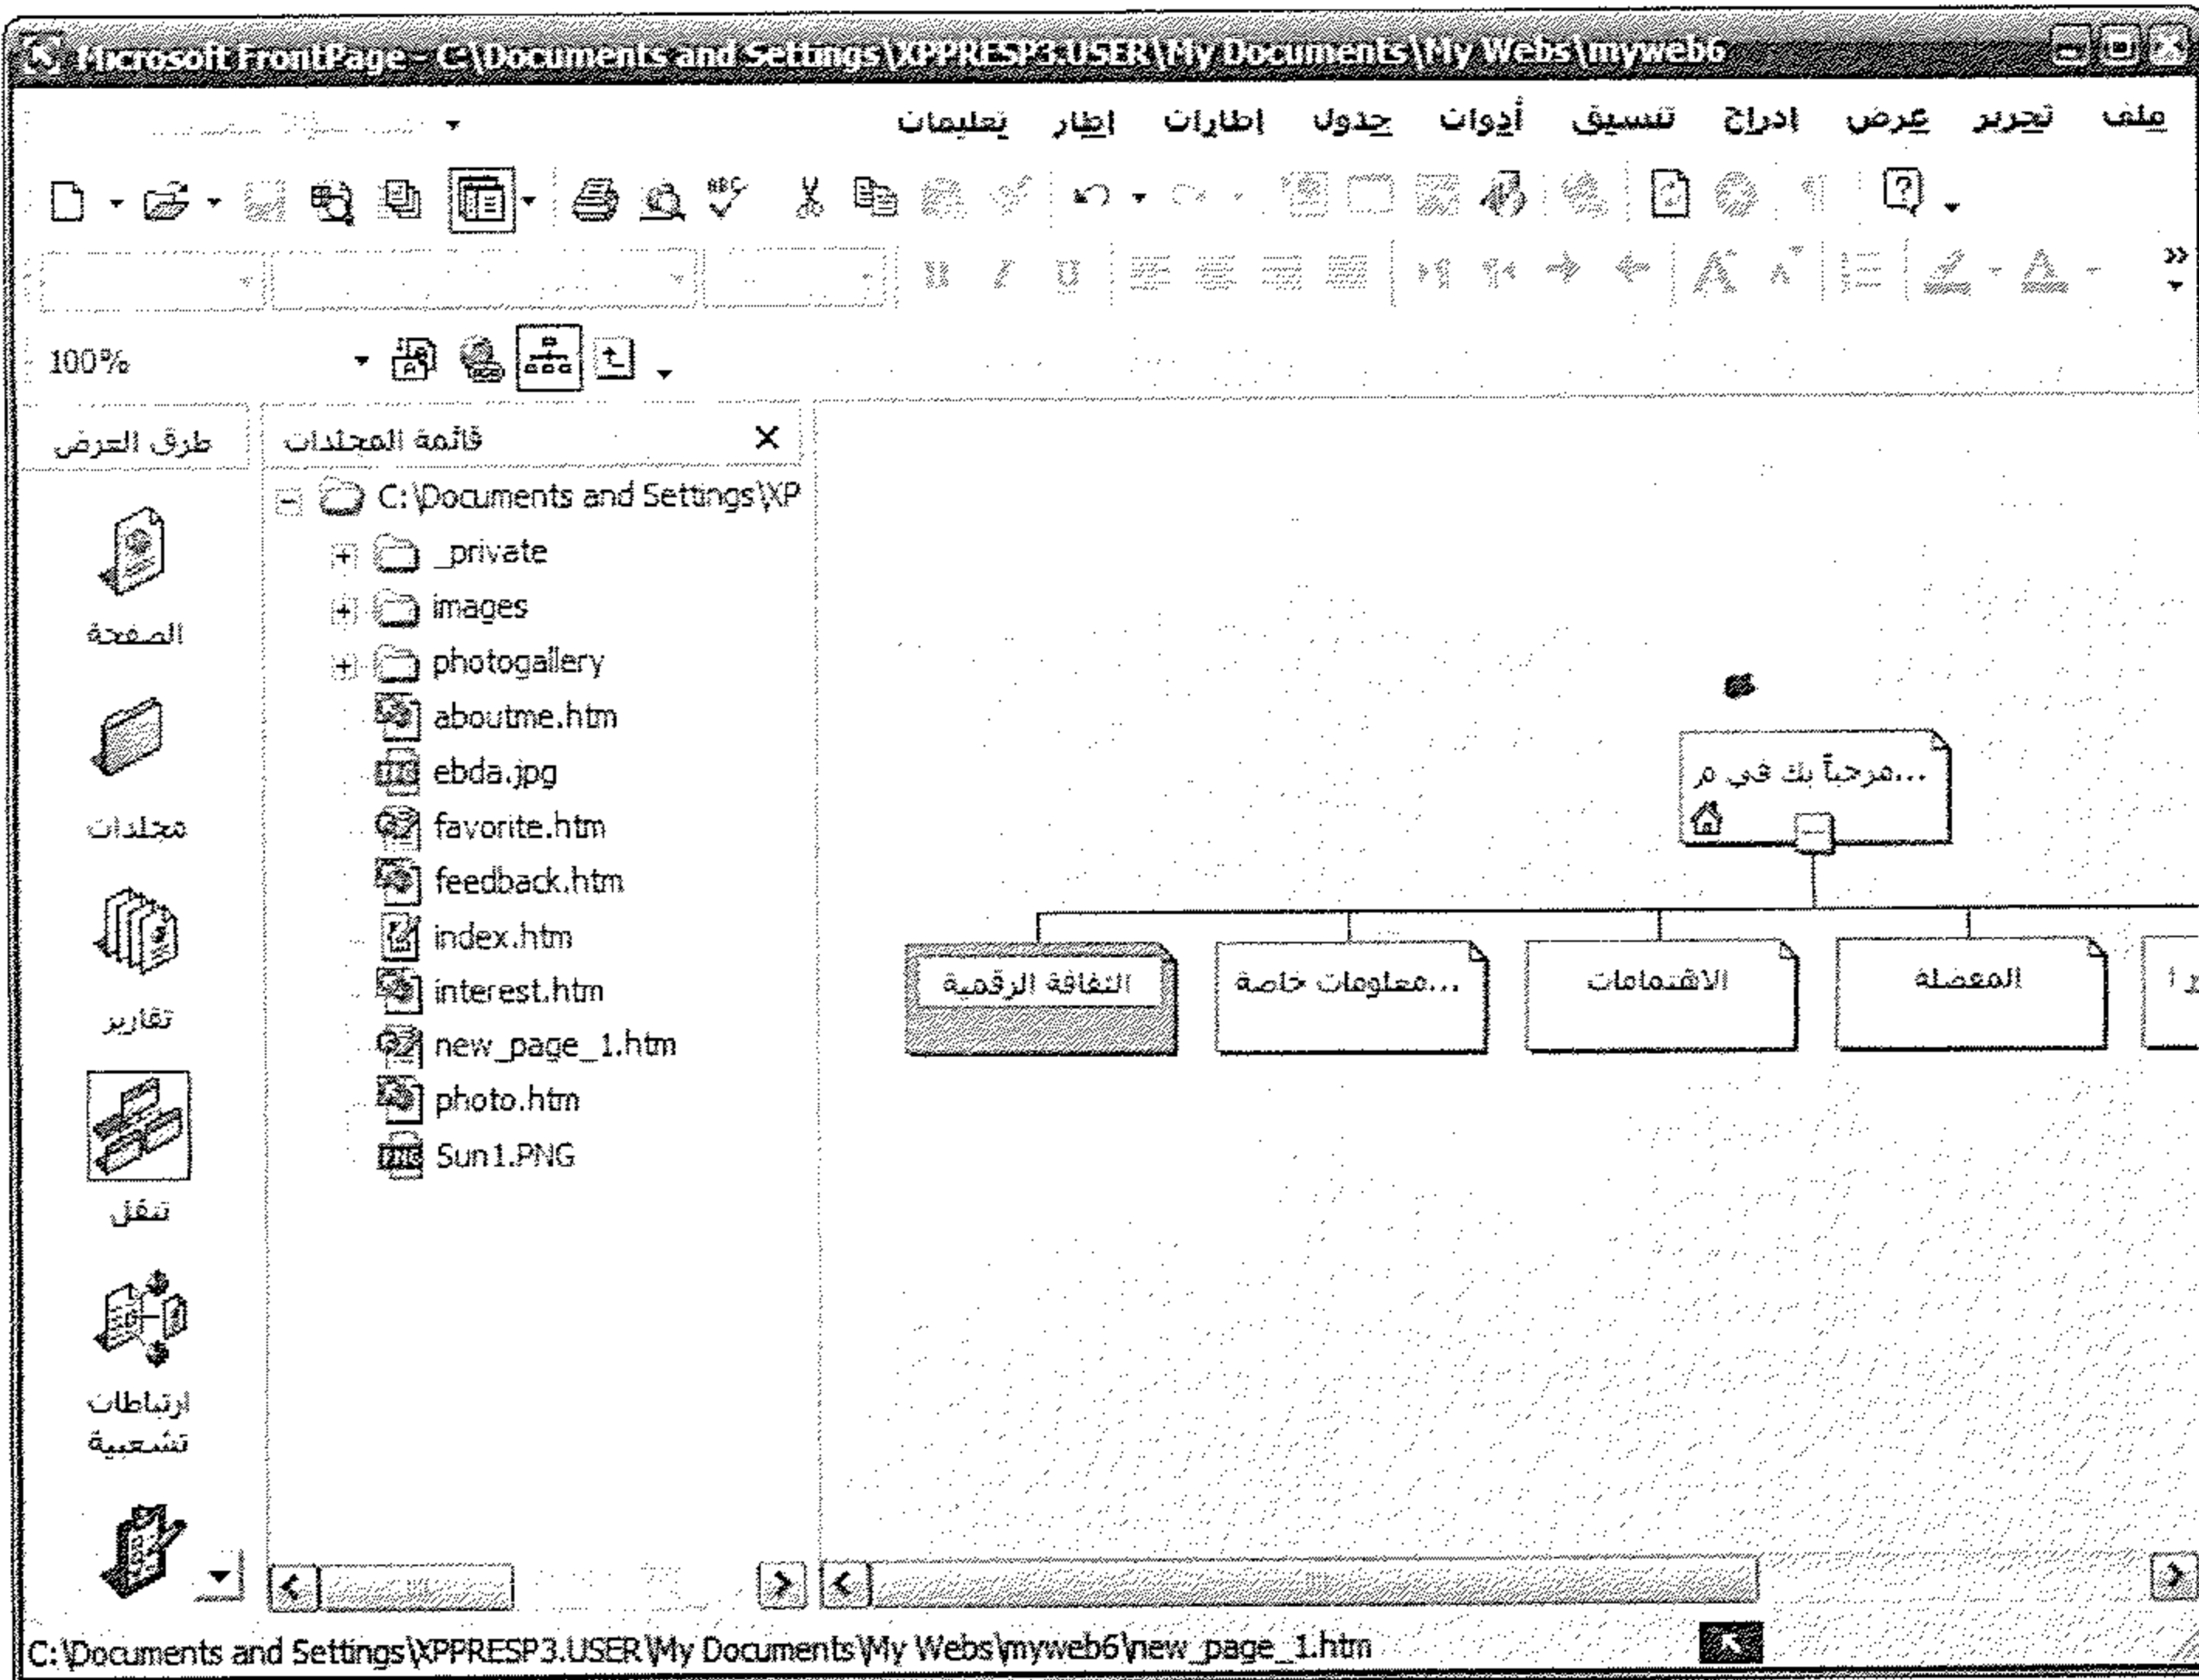 Microsoft FrontPage - C:\Documents and Settings\XPPRESP3.USER\My Documents\My Webs\myweb6
ملف تحرير عرض إدراج تنسيق أدوات جدول إطارات إطار تعليمات
100%
طرق العرض
الصفحة
مجلدات
تقارير
تنقل
ارتباطات
تشعبية
قائمة المجلدات
C:\Documents and Settings\XP
_private
images
photogallery
aboutme.htm
ebda.jpg
favorite.htm
feedback.htm
index.htm
interest.htm
new_page_1.htm
photo.htm
Sun1.PNG
مرحباً بك في م...
الثقافة الرقمية
معلومات خاصة...
الاهتمامات
المفضلة
C:\Documents and Settings\XPPRESP3.USER\My Documents\My Webs\myweb6\new_page_1.htm